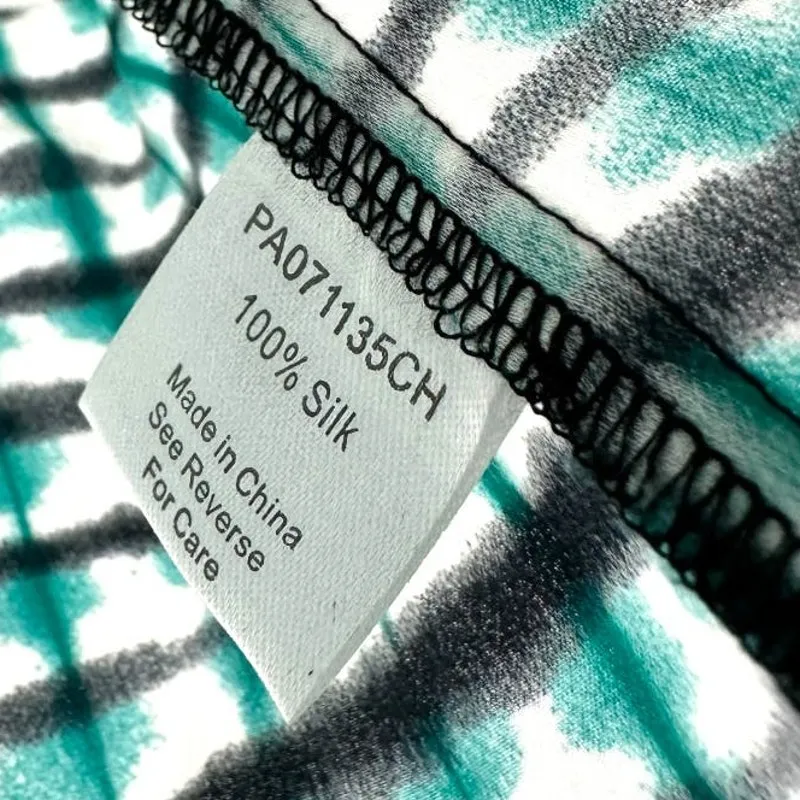 PA071135CH
100% Silk
Made in China
See Reverse
For Care